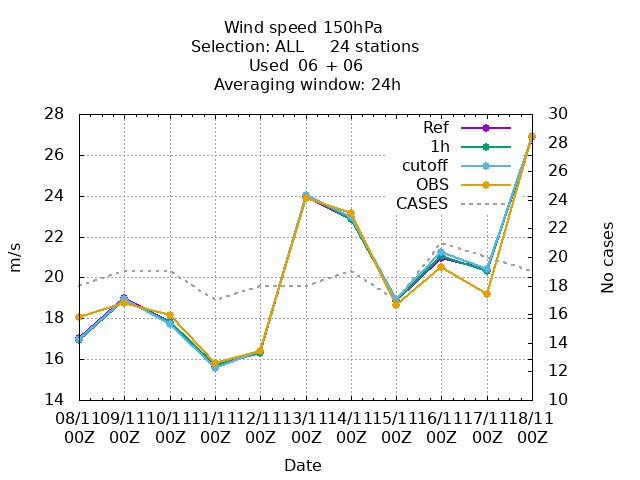 Wind speed 150hPa
Selection: ALL     24 stations
Used  06 + 06
Averaging window: 24h
28
26
24
22
20
18
16
14
m/s
30
28
26
24
22
20
18
16
14
12
10
No cases
Ref
1h
cutoff
OBS
CASES
08/11 09/11 10/11 11/11 12/11 13/11 14/11 15/11 16/11 17/11 18/11
00Z 00Z 00Z 00Z 00Z 00Z 00Z 00Z 00Z 00Z 00Z
Date